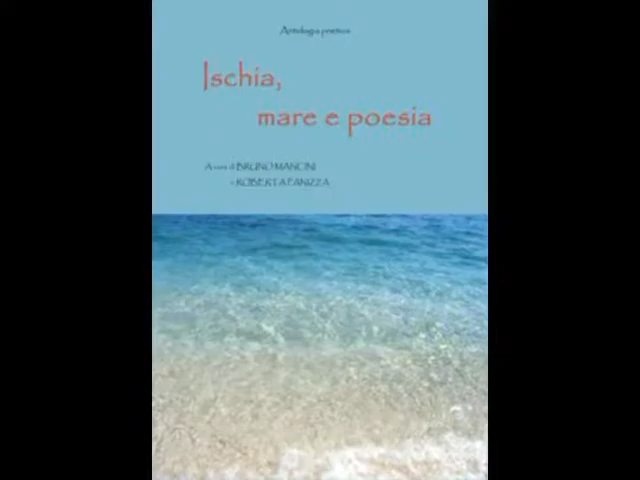 Antologia poetica
Ischia,
mare e poesia
A cura di BRUNO MANCINI
e ROBERTA PANIZZA